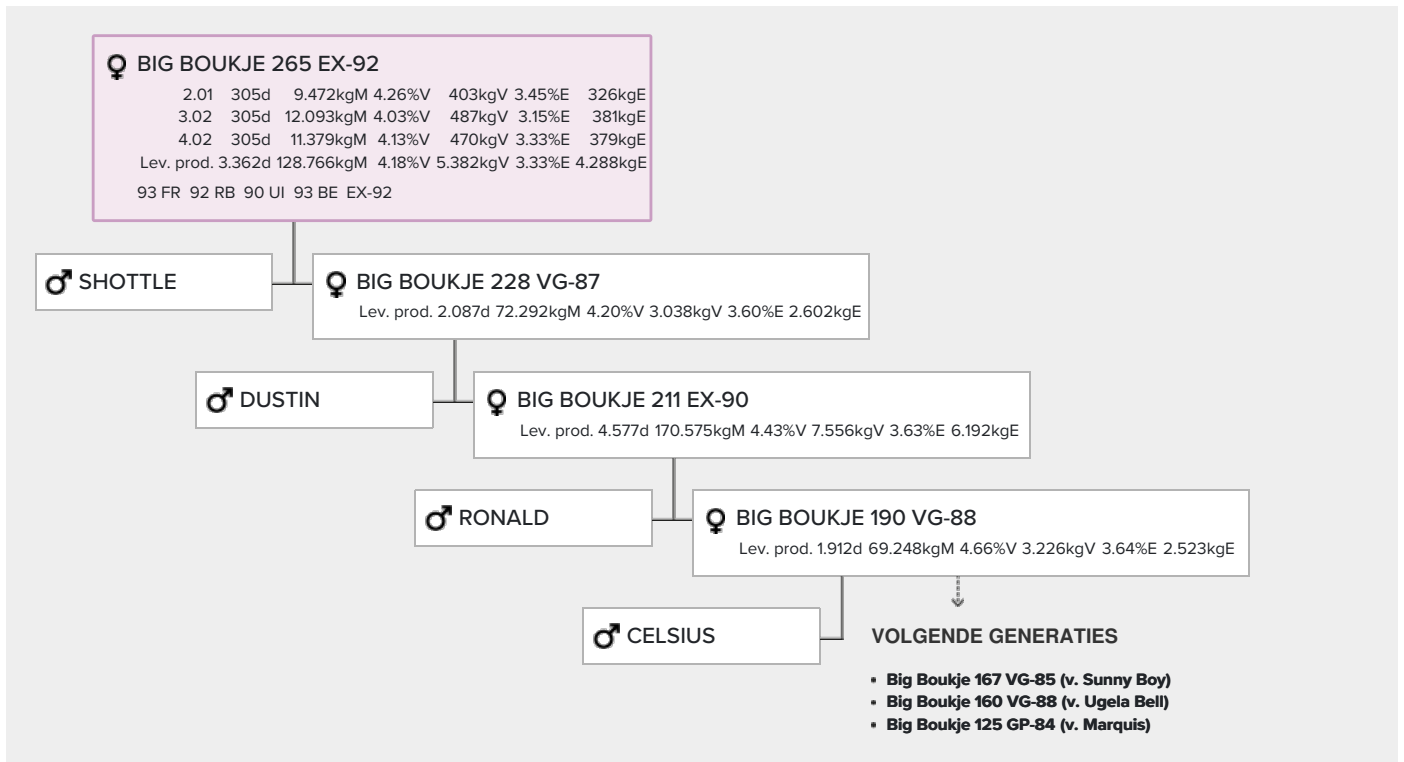 BIG BOUKJE 265 EX-92
2.01 305d 9.472kgM 4.26%V 403kgV 3.45%E 326kgE
3.02 305d 12.093kgM 4.03%V 487kgV 3.15%E 381kgE
4.02 305d 11.379kgM 4.13%V 470kgV 3.33%E 379kgE
Lev. prod. 3.362d 128.766kgM 4.18%V 5.382kgV 3.33%E 4.288kgE
93 FR 92 RB 90 UI 93 BE EX-92
SHOTTLE
BIG BOUKJE 228 VG-87
Lev. prod. 2.087d 72.292kgM 4.20%V 3.038kgV 3.60%E 2.602kgE
DUSTIN
BIG BOUKJE 211 EX-90
Lev. prod. 4.577d 170.575kgM 4.43%V 7.556kgV 3.63%E 6.192kgE
RONALD
BIG BOUKJE 190 VG-88
Lev. prod. 1.912d 69.248kgM 4.66%V 3.226kgV 3.64%E 2.523kgE
CELSIUS
VOLGENDE GENERATIES
• Big Boukje 167 VG-85 (v. Sunny Boy)
• Big Boukje 160 VG-88 (v. Ugela Bell)
• Big Boukje 125 GP-84 (v. Marquis)